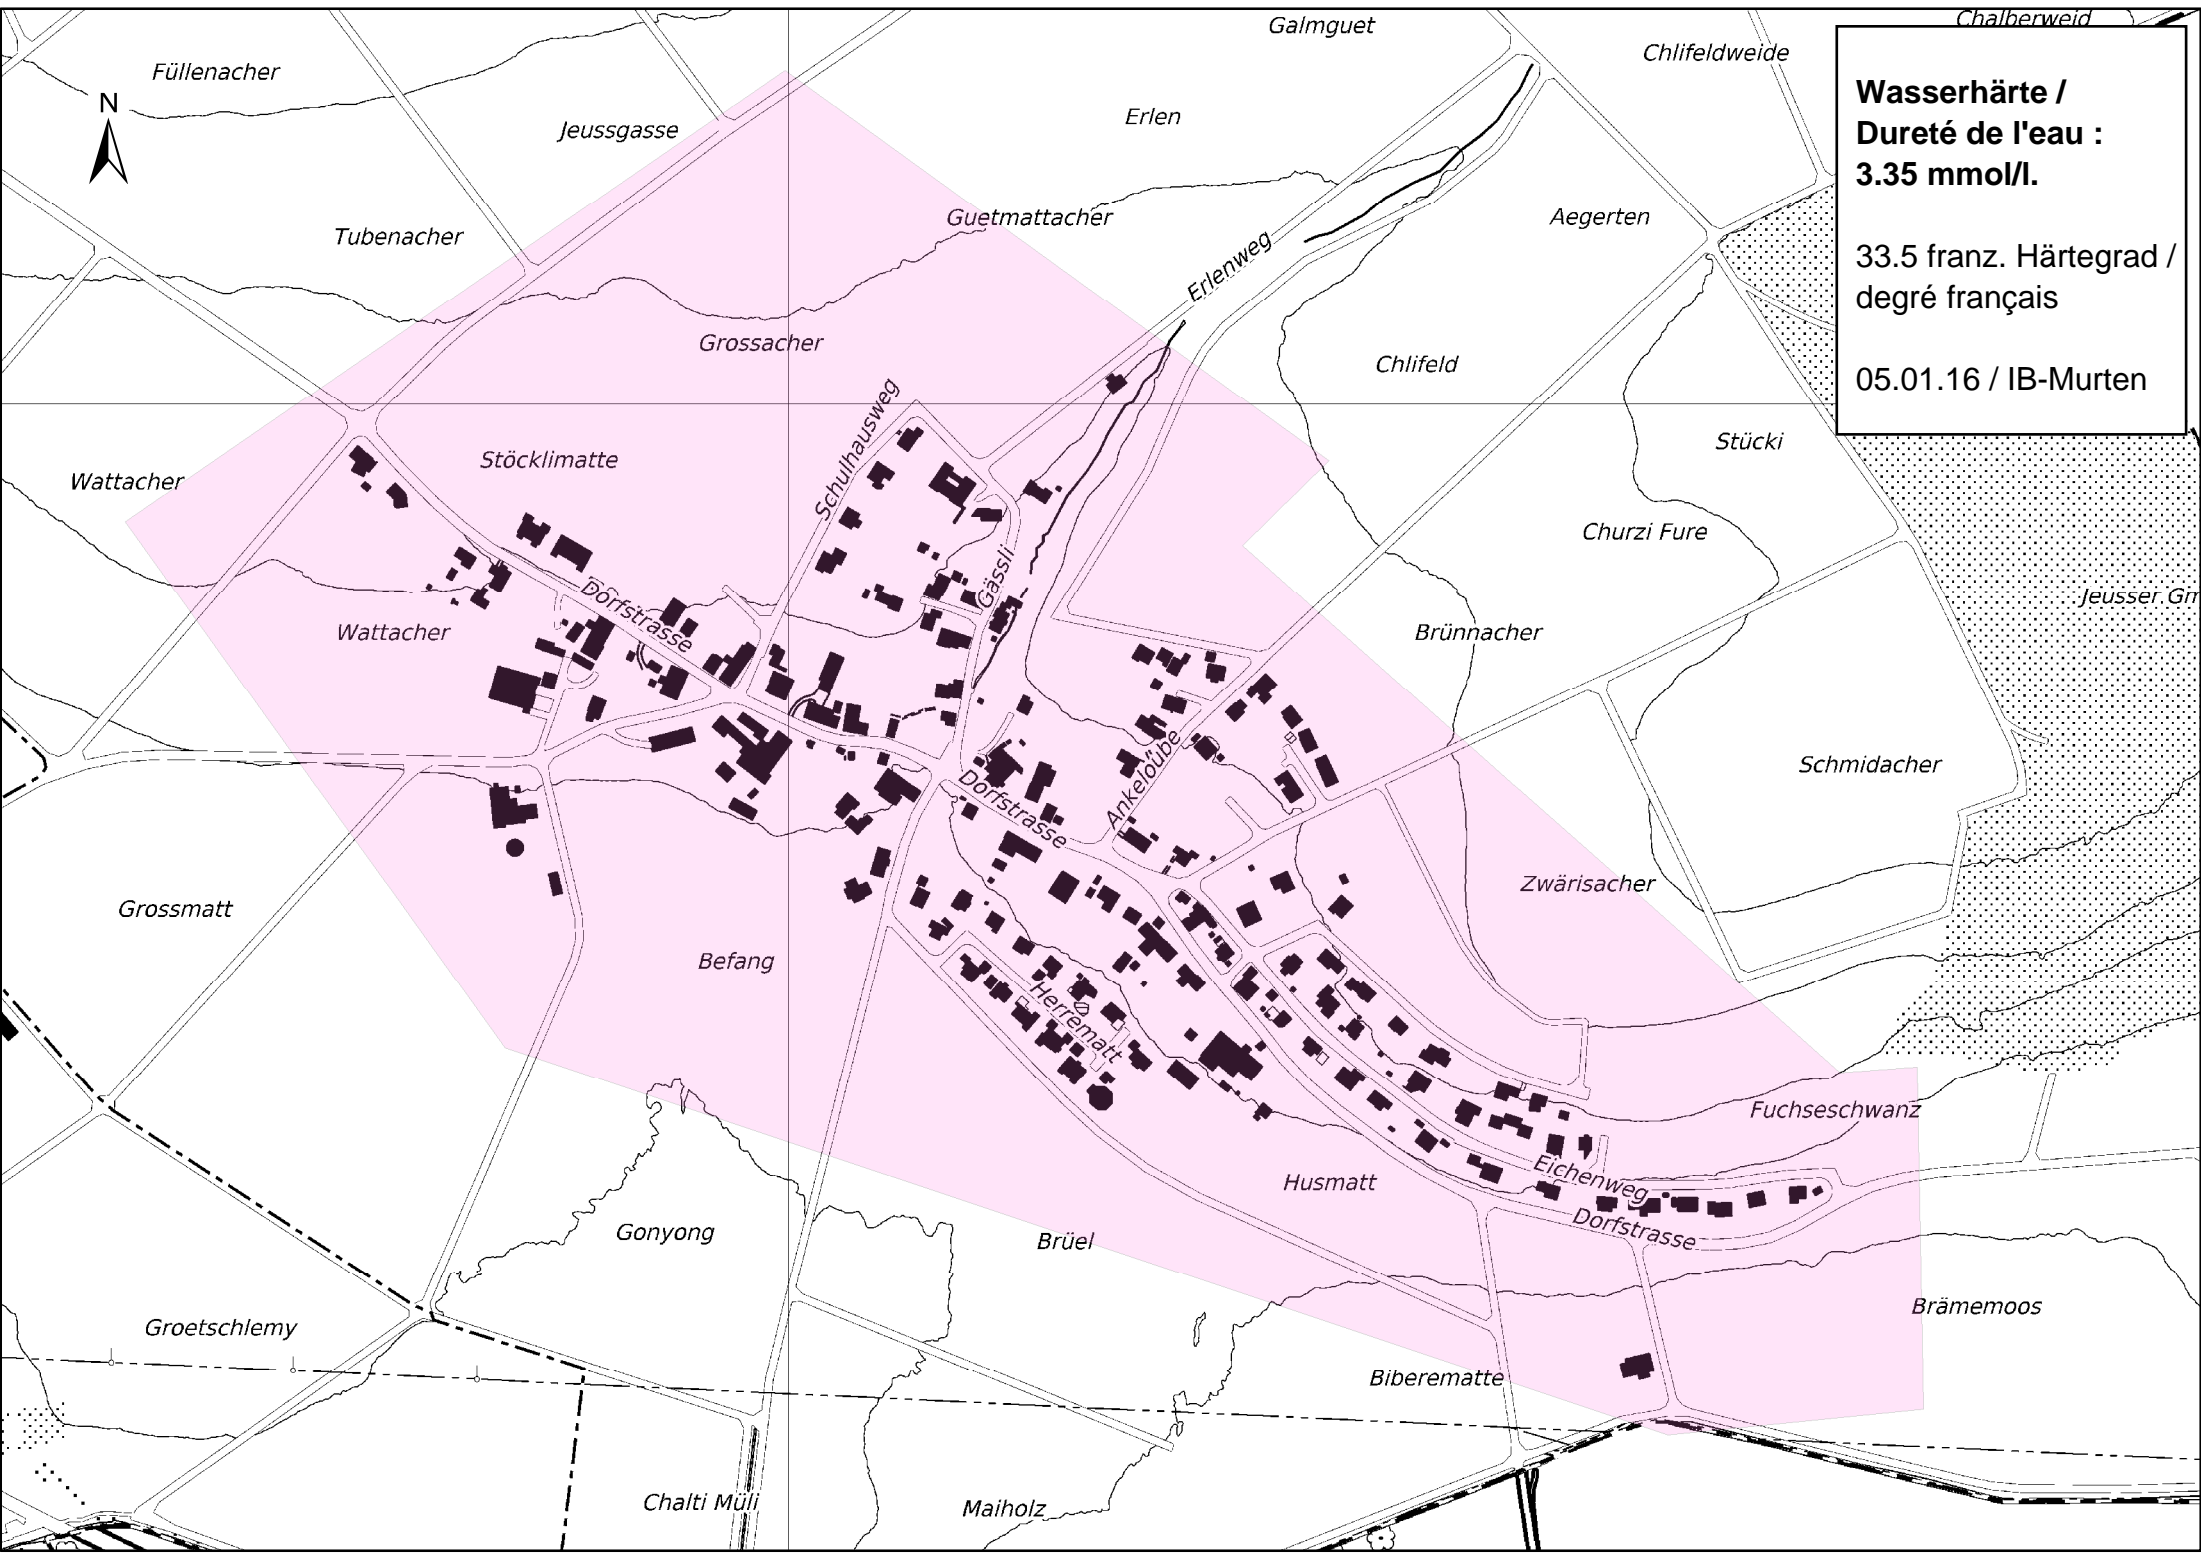 Galmguet
Chalberweid
Füllenacher
Chlifeldweide
N
Jeussgasse
Erlen
Wasserhärte /
Dureté de l'eau :
3.35 mmol/l.
33.5 franz. Härtegrad /
degré français
05.01.16 / IB-Murten
Tubenacher
Guetmattacher
Aegerten
Erlenweg
Grossacher
Chlifeld
Schulhausweg
Stöcklimatte
Stücki
Wattacher
Churzi Fure
Gässli
Jeusser.Gm
Dorfstrasse
Wattacher
Brünnacher
Ankeloube
Dorfstrasse
Schmidacher
Zwärisacher
Grossmatt
Befang
Herrematt
Fuchseschwanz
Eichenweg
Husmatt
Dorfstrasse
Gonyong
Brüel
Brämemoos
Groetschlemy
Biberematte
Chalti Müli
Maiholz